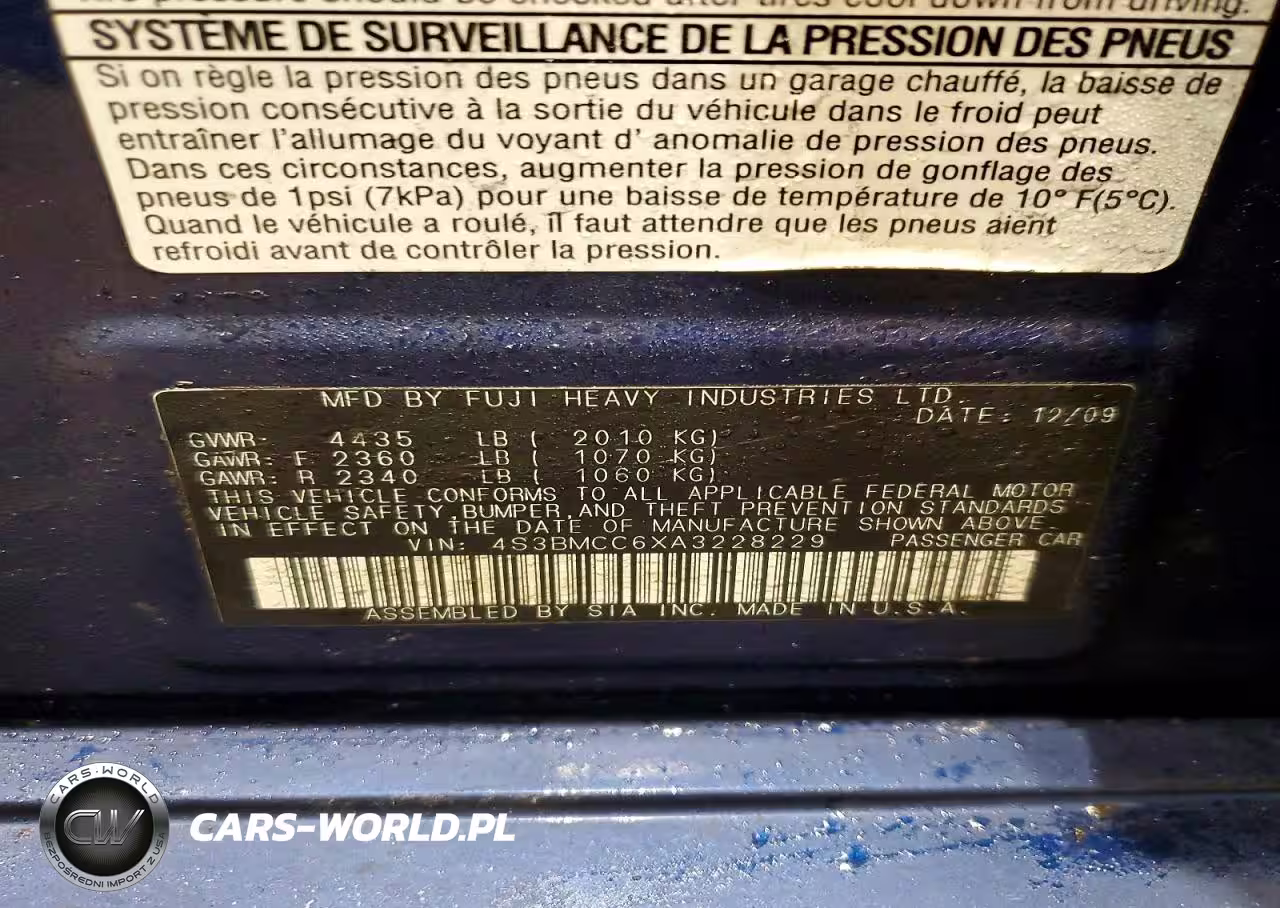 SYSTÈME DE SURVEILLANCE DE LA PRESSION DES PNEUS
Si on règle la pression des pneus dans un garage chauffé, la baisse de
pression consécutive à la sortie du véhicule dans le froid peut
entraîner l'allumage du voyant d' anomalie de pression des pneus.
Dans ces circonstances, augmenter la pression de gonflage des
pneus de 1psi (7kPa) pour une baisse de température de 10° F(5°C).
Quand le véhicule a roulé, il faut attendre que les pneus aient
refroidi avant de contrôler la pression.
MFD BY FUJI HEAVY INDUSTRIES LTD.
DATE: 12/09
GVWR: 4435 LB ( 2010 KG)
GAWR: F 2360 LB ( 1070 KG)
GAWR: R 2340 LB ( 1060 KG)
THIS VEHICLE CONFORMS TO ALL APPLICABLE FEDERAL MOTOR
VEHICLE SAFETY,BUMPER,AND THEFT PREVENTION STANDARDS
IN EFFECT ON THE DATE OF MANUFACTURE SHOWN ABOVE.
VIN: 4S3BMCC6XA3228229 PASSENGER CAR
ASSEMBLED BY SIA INC. MADE IN U.S.A.
CARS-WORLD
CW
BEZPOŚREDNI IMPORT Z USA
CARS-WORLD.PL